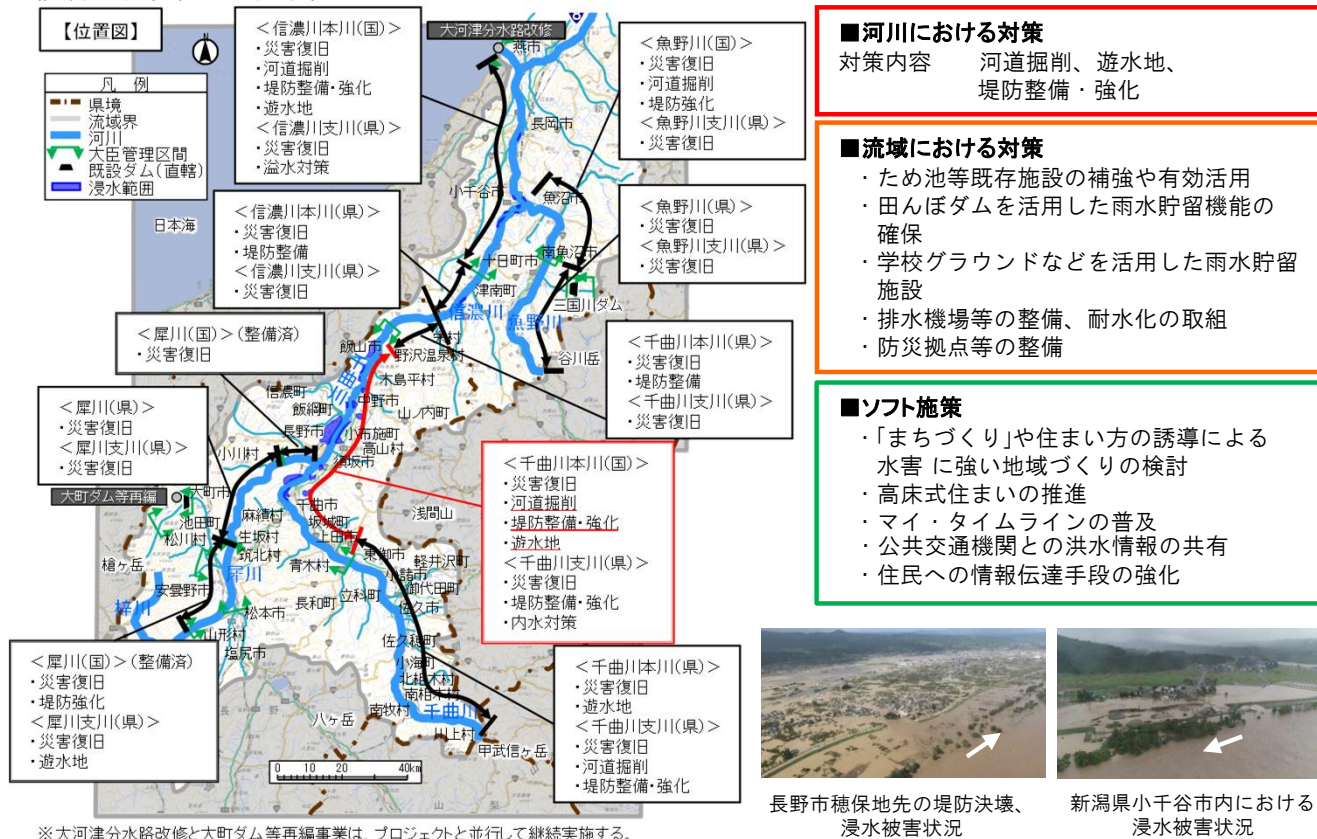 【位置図】
凡 例
県境
流域界
河川
大臣管理区間
既設ダム(直轄)
浸水範囲
日本海
＜信濃川本川(国)＞
・災害復旧
・河道掘削
・堤防整備・強化
・遊水地
＜信濃川支川(県)＞
・災害復旧
・溢水対策
大河津分水路改修
燕市
＜魚野川(国)＞
・災害復旧
・河道掘削
・堤防強化
＜魚野川支川(県)＞
・災害復旧
長岡市
小千谷市
魚沼市
＜信濃川本川(県)＞
・災害復旧
・堤防整備
＜信濃川支川(県)＞
・災害復旧
＜魚野川(県)＞
・災害復旧
＜魚野川支川(県)＞
・災害復旧
十日町市
南魚沼市
津南町
三国川ダム
信濃川
魚野川
栄村
谷川岳
＜犀川(国)＞(整備済)
・災害復旧
飯山市
野沢温泉村
千曲川
木島平村
信濃町
中野市
飯綱町
山ノ内町
長野市
小布施町
高山村
小川村
須坂市
＜千曲川本川(県)＞
・災害復旧
・堤防整備
＜千曲川支川(県)＞
・災害復旧
＜犀川(県)＞
・災害復旧
＜犀川支川(県)＞
・災害復旧
大町ダム等再編
大町市
千曲市
麻績村
坂城町
池田町
生坂村
上田市
松川村
筑北村
東御市
浅間山
槍ヶ岳
犀川
青木村
軽井沢町
小諸市
御代田町
安曇野市
立科町
長和町
佐久市
梓川
松本市
山形村
塩尻市
佐久穂町
小海町
北相木村
南相木村
南牧村
千曲川
八ヶ岳
川上村
甲武信ヶ岳
＜千曲川本川(国)＞
・災害復旧
・河道掘削
・堤防整備・強化
・遊水地
＜千曲川支川(県)＞
・災害復旧
・堤防整備・強化
・内水対策
＜犀川(国)＞(整備済)
・災害復旧
・堤防強化
＜犀川支川(県)＞
・災害復旧
・遊水地
＜千曲川本川(県)＞
・災害復旧
・遊水地
＜千曲川支川(県)＞
・災害復旧
・河道掘削
・堤防整備・強化
0 10 20 40km
※大河津分水路改修と大町ダム等再編事業は、プロジェクトと並行して継続実施する。
■河川における対策
対策内容 河道掘削、遊水地、
堤防整備・強化
■流域における対策
・ため池等既存施設の補強や有効活用
・田んぼダムを活用した雨水貯留機能の
確保
・学校グラウンドなどを活用した雨水貯留
施設
・排水機場等の整備、耐水化の取組
・防災拠点等の整備
■ソフト施策
・「まちづくり」や住まい方の誘導による
水害 に強い地域づくりの検討
・高床式住まいの推進
・マイ・タイムラインの普及
・公共交通機関との洪水情報の共有
・住民への情報伝達手段の強化
長野市穂保地先の堤防決壊、
浸水被害状況
新潟県小千谷市内における
浸水被害状況